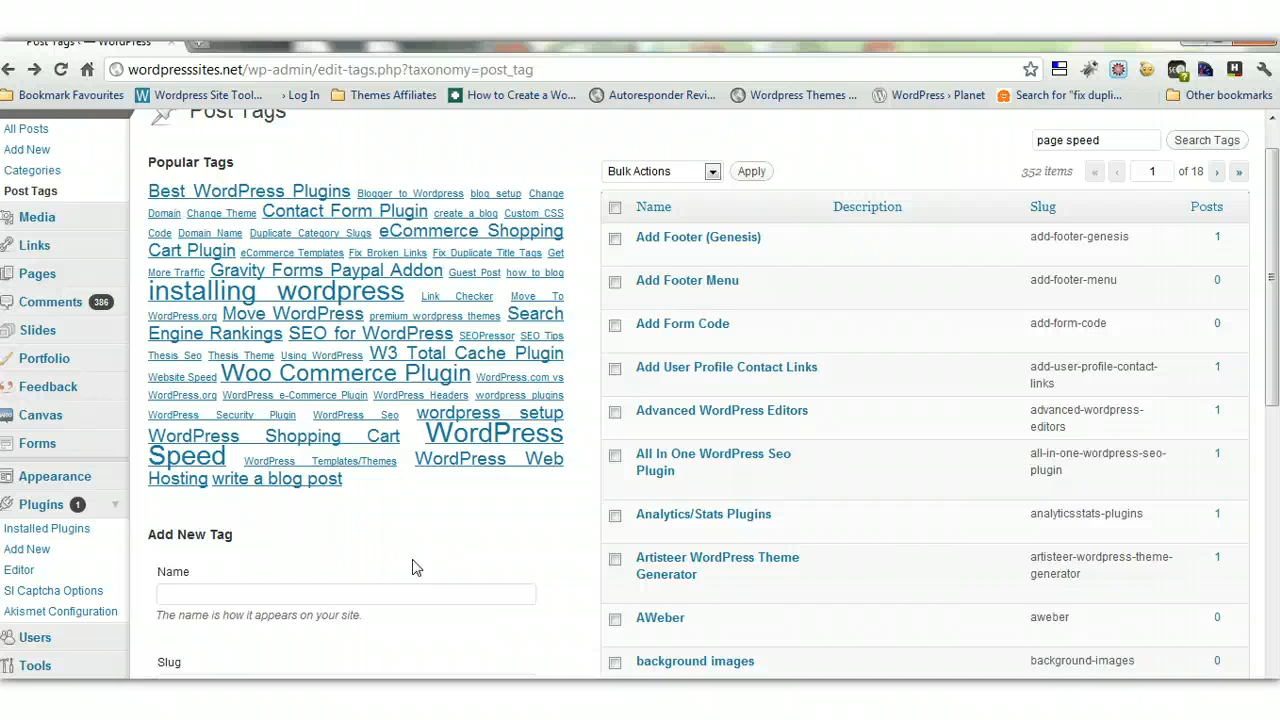 Post Tags ‹ — WordPress
wordpresssites.net/wp-admin/edit-tags.php?taxonomy=post_tag
Bookmark Favourites Wordpress Site Tool... › Log In Themes Affiliates How to Create a Wo... Autoresponder Revi... Wordpress Themes ... WordPress › Planet Search for "fix dupli... Other bookmarks
All Posts
Add New
Categories
Post Tags
Media
Links
Pages
Comments 386
Slides
Portfolio
Feedback
Canvas
Forms
Appearance
Plugins 1
Installed Plugins
Add New
Editor
SI Captcha Options
Akismet Configuration
Users
Tools
Post Tags
Popular Tags
Best WordPress Plugins Blogger to Wordpress blog setup Change
Domain Change Theme Contact Form Plugin create a blog Custom CSS
Code Domain Name Duplicate Category Slugs eCommerce Shopping
Cart Plugin eCommerce Templates Fix Broken Links Fix Duplicate Title Tags Get
More Traffic Gravity Forms Paypal Addon Guest Post how to blog
installing wordpress Link Checker Move To
WordPress.org Move WordPress premium wordpress themes Search
Engine Rankings SEO for WordPress SEOPressor SEO Tips
Thesis Seo Thesis Theme Using WordPress W3 Total Cache Plugin
Website Speed Woo Commerce Plugin WordPress.com vs
WordPress.org WordPress e-Commerce Plugin WordPress Headers wordpress plugins
WordPress Security Plugin WordPress Seo wordpress setup
WordPress Shopping Cart WordPress
Speed WordPress Templates/Themes WordPress Web
Hosting write a blog post
Add New Tag
Name
The name is how it appears on your site.
Slug
page speed Search Tags
Bulk Actions Apply 352 items « ‹ 1 of 18 › »
Name Description Slug Posts
Add Footer (Genesis) add-footer-genesis 1
Add Footer Menu add-footer-menu 0
Add Form Code add-form-code 0
Add User Profile Contact Links add-user-profile-contact- 1
links
Advanced WordPress Editors advanced-wordpress- 1
editors
All In One WordPress Seo all-in-one-wordpress-seo- 1
Plugin plugin
Analytics/Stats Plugins analyticsstats-plugins 1
Artisteer WordPress Theme artisteer-wordpress-theme- 1
Generator generator
AWeber aweber 0
background images background-images 0